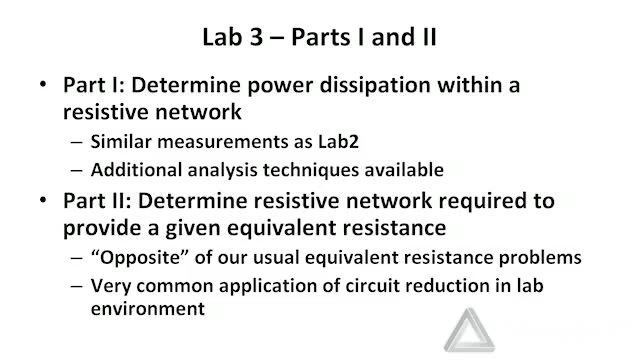 Lab 3 – Parts I and II
• Part I: Determine power dissipation within a
resistive network
– Similar measurements as Lab2
– Additional analysis techniques available
• Part II: Determine resistive network required to
provide a given equivalent resistance
– “Opposite” of our usual equivalent resistance problems
– Very common application of circuit reduction in lab
environment